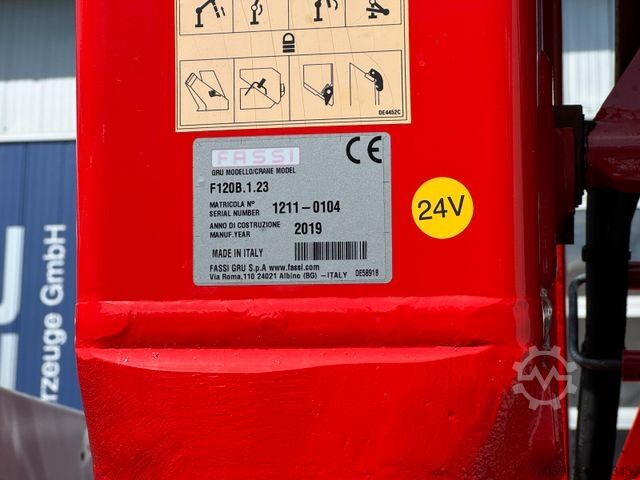 DE4452C
FASSI
CE
GRU MODELLO/CRANE MODEL
F120B.1.23
MATRICOLA Nº
SERIAL NUMBER 1211-0104
ANNO DI COSTRUZIONE
MANUF. YEAR 2019
MADE IN ITALY
FASSI GRU S.p.A www.fassi.com
Via Roma,110 24021 Albino (BG) -ITALY
DE5891B
24V
rzeuge GmbH